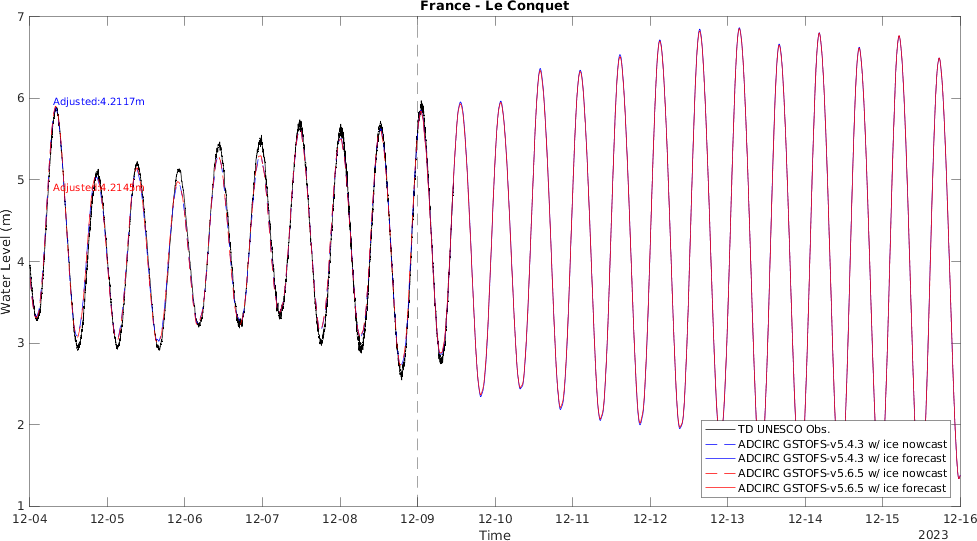 France - Le Conquet
7
6
5
4
3
2
1
Water Level (m)
Adjusted:4.2117m
Adjusted:4.2145m
TD UNESCO Obs.
ADCIRC GSTOFS-v5.4.3 w/ ice nowcast
ADCIRC GSTOFS-v5.4.3 w/ ice forecast
ADCIRC GSTOFS-v5.6.5 w/ ice nowcast
ADCIRC GSTOFS-v5.6.5 w/ ice forecast
12-04 12-05 12-06 12-07 12-08 12-09 12-10 12-11 12-12 12-13 12-14 12-15 12-16
Time
2023